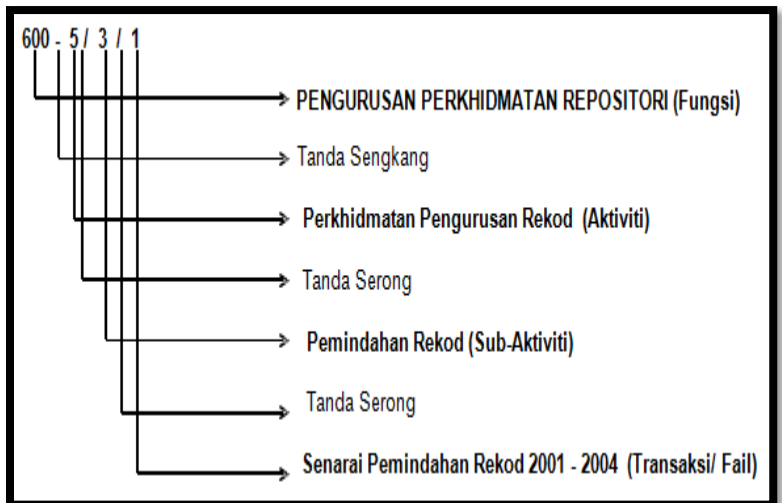 600 - 5 / 3 / 1
PENGURUSAN PERKHIDMATAN REPOSITORI (Fungsi)
Tanda Sengkang
Perkhidmatan Pengurusan Rekod (Aktiviti)
Tanda Serong
Pemindahan Rekod (Sub-Aktiviti)
Tanda Serong
Senarai Pemindahan Rekod 2001 - 2004 (Transaksi/ Fail)